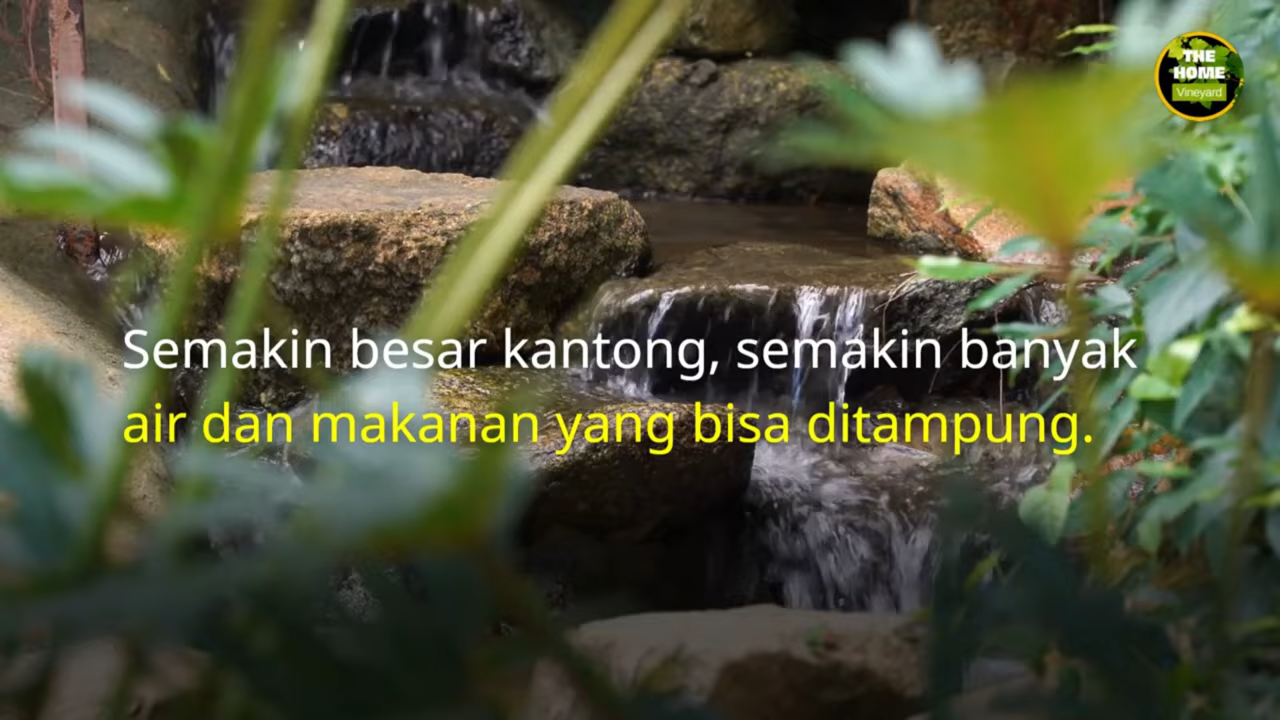 THE
HOME
Vineyard
Semakin besar kantong, semakin banyak
air dan makanan yang bisa ditampung.